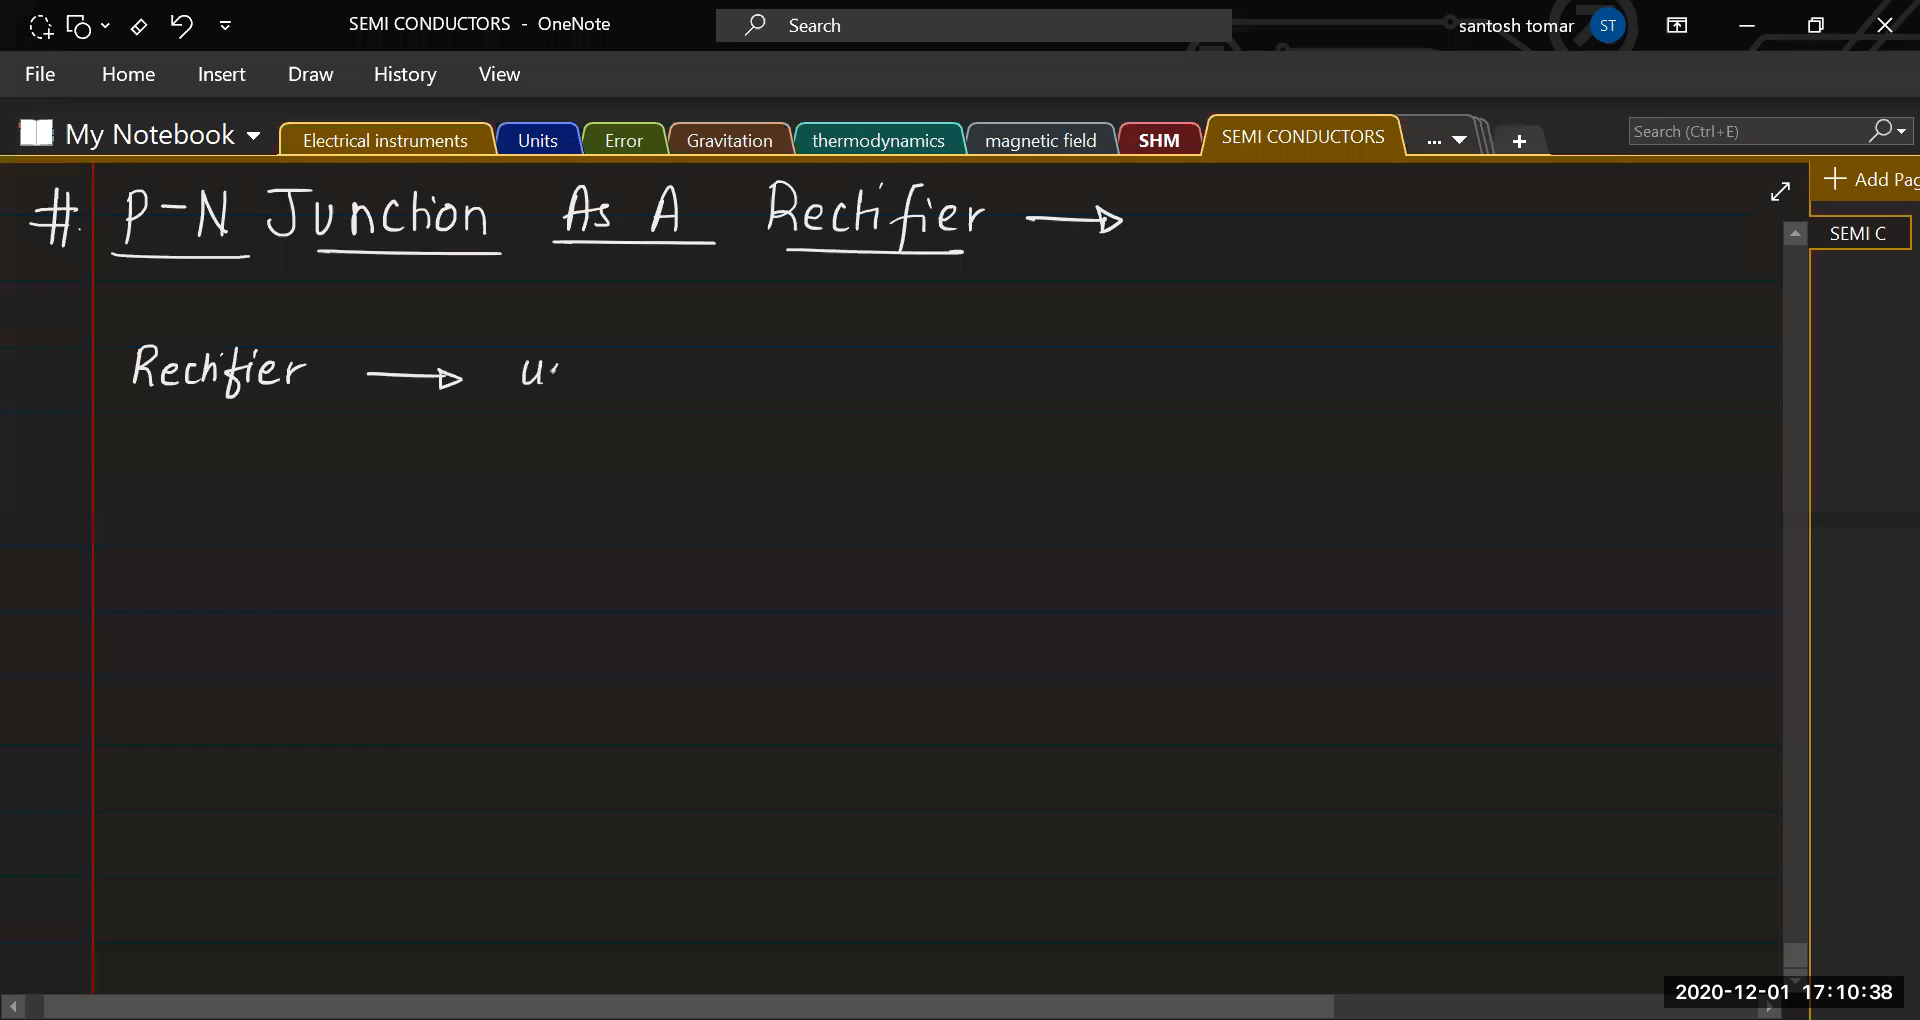 SEMI CONDUCTORS - OneNote
Search
santosh tomar
ST
File Home Insert Draw History View
My Notebook
Electrical instruments
Units
Error
Gravitation
thermodynamics
magnetic field
SHM
SEMI CONDUCTORS
...
+
Search (Ctrl+E)
+ Add Pag
SEMI C
# P-N Junction As A Rectifier →
Rectifier → u
2020-12-01 17:10:38